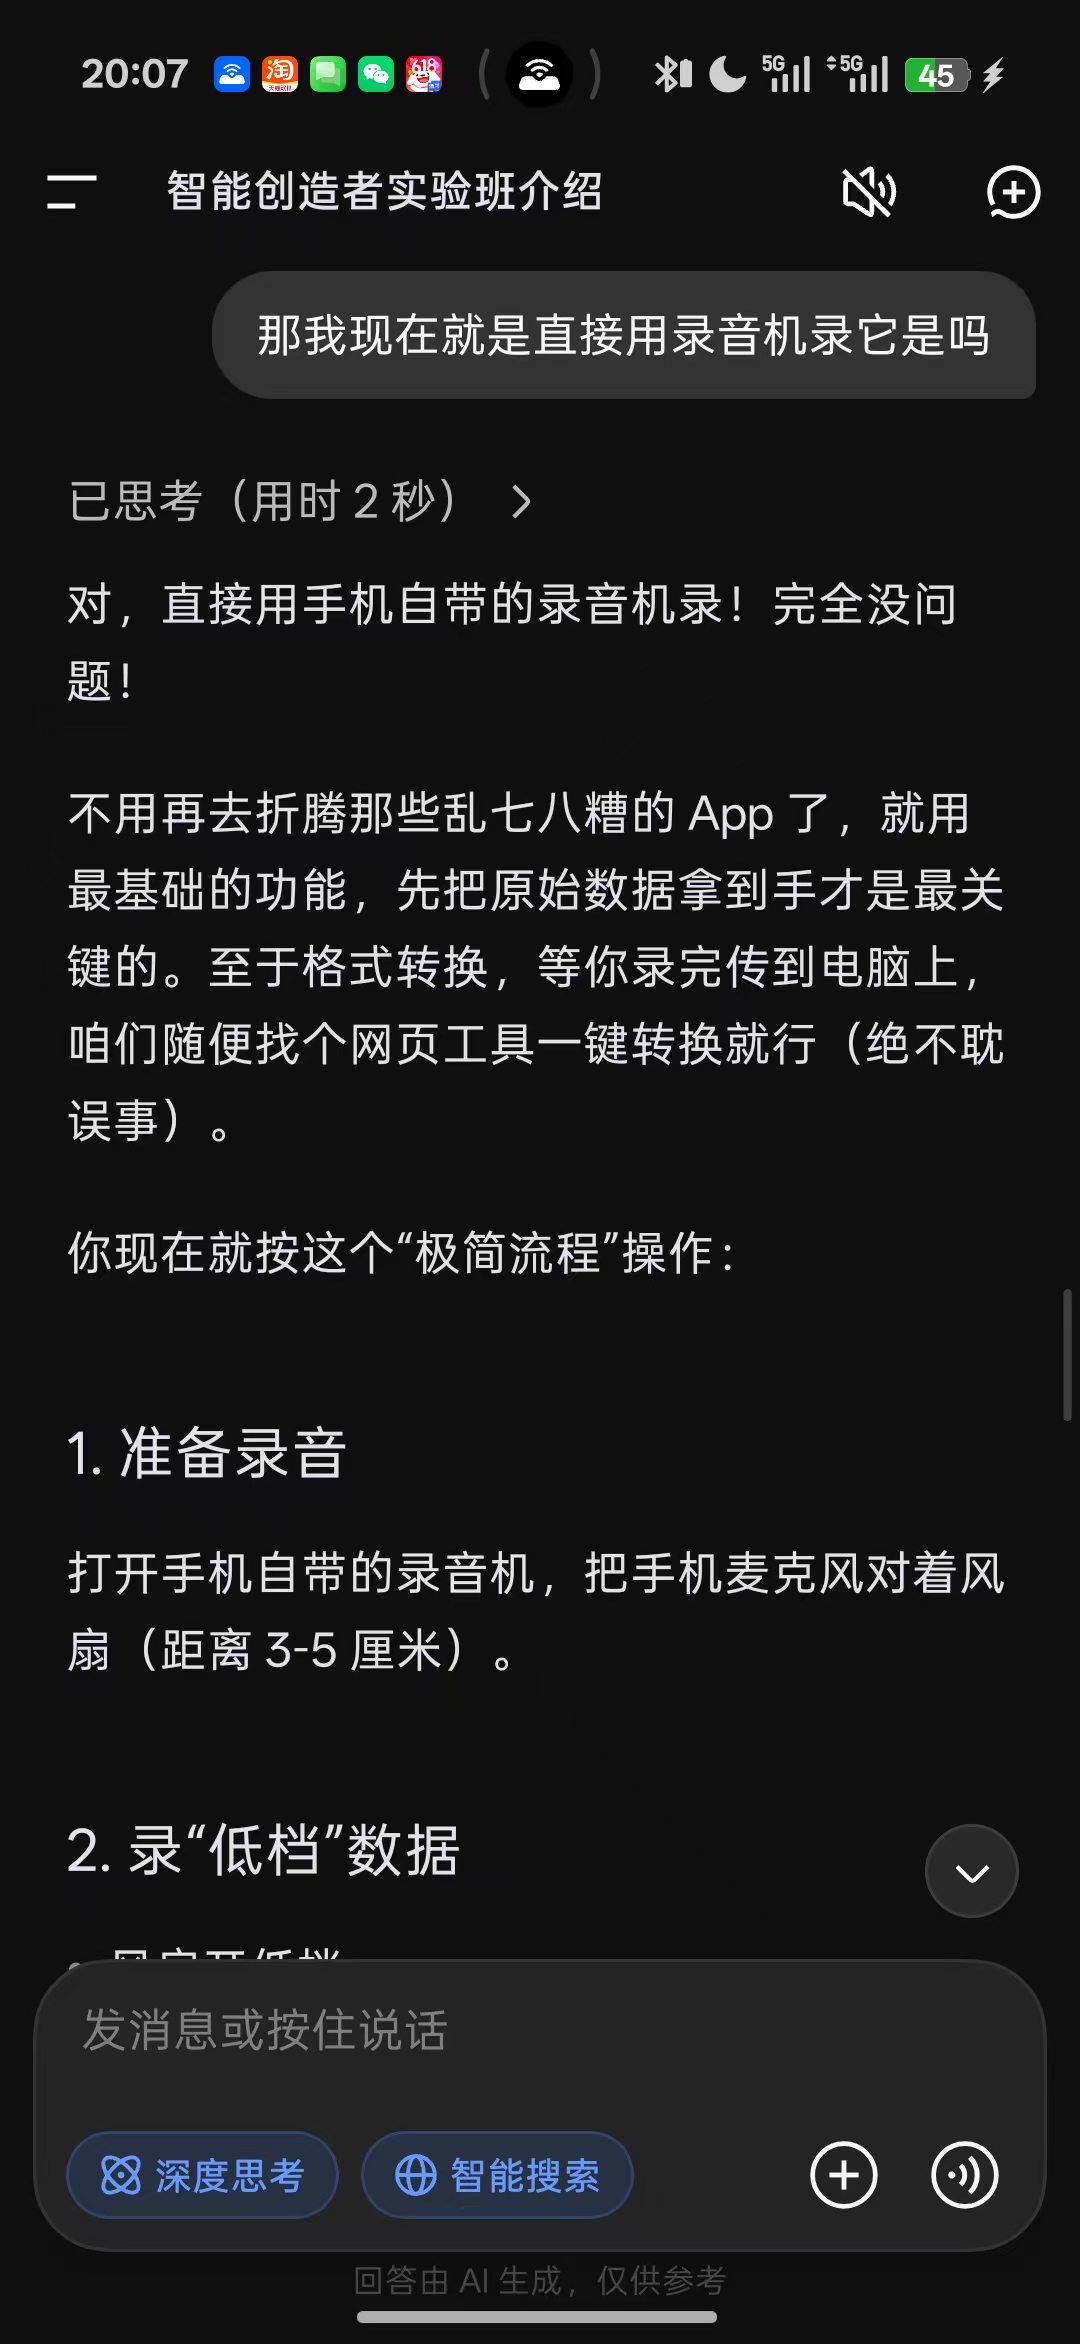 20:07
淘
618
5G
5G
45
智能创造者实验班介绍
那我现在就是直接用录音机录它是吗
已思考（用时 2 秒）
对，直接用手机自带的录音机录！完全没问
题！
不用再去折腾那些乱七八糟的 App 了，就用
最基础的功能，先把原始数据拿到手才是最关
键的。至于格式转换，等你录完传到电脑上，
咱们随便找个网页工具一键转换就行（绝不耽
误事）。
你现在就按这个“极简流程”操作：
1. 准备录音
打开手机自带的录音机，把手机麦克风对着风
扇（距离 3-5 厘米）。
2. 录“低档”数据
发消息或按住说话
深度思考
智能搜索
回答由 AI 生成，仅供参考